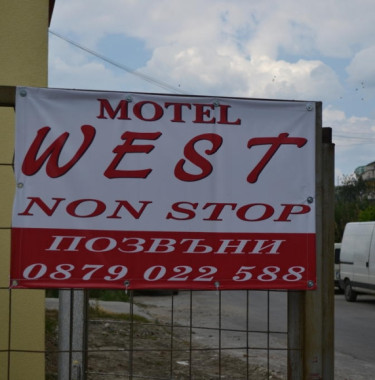 MOTEL
WEST
NON STOP
ПОЗВЪНИ
0879 022 588